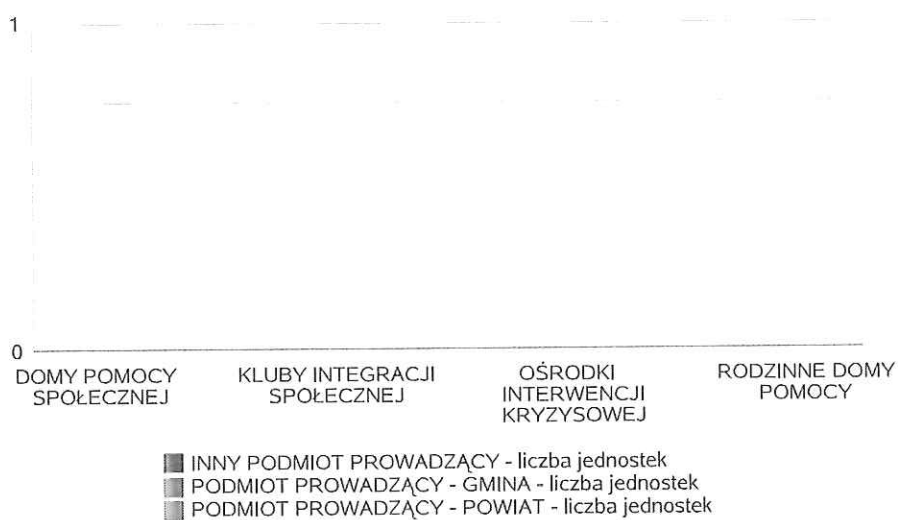 1
0
DOMY POMOCY
SPOŁECZNEJ
KLUBY INTEGRACJI
SPOŁECZNEJ
OŚRODKI
INTERWENCJI
KRYZYSOWEJ
RODZINNE DOMY
POMOCY
INNY PODMIOT PROWADZĄCY - liczba jednostek
PODMIOT PROWADZĄCY - GMINA - liczba jednostek
PODMIOT PROWADZĄCY - POWIAT - liczba jednostek